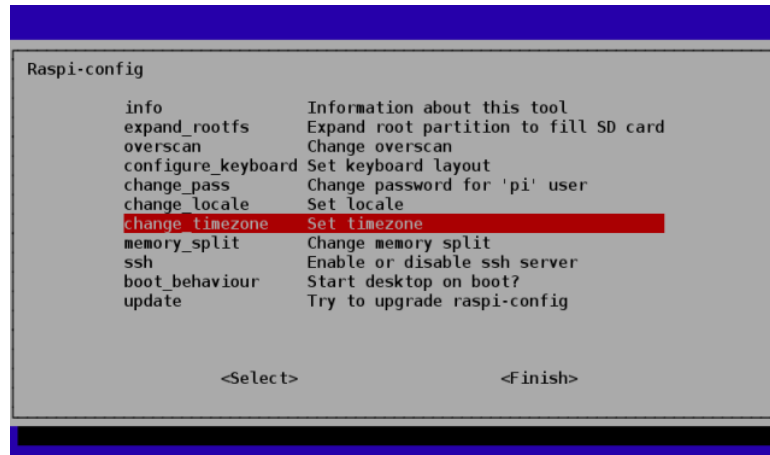 Raspi-config
info Information about this tool
expand_rootfs Expand root partition to fill SD card
overscan Change overscan
configure_keyboard Set keyboard layout
change_pass Change password for 'pi' user
change_locale Set locale
change_timezone Set timezone
memory_split Change memory split
ssh Enable or disable ssh server
boot_behaviour Start desktop on boot?
update Try to upgrade raspi-config
<Select> <Finish>